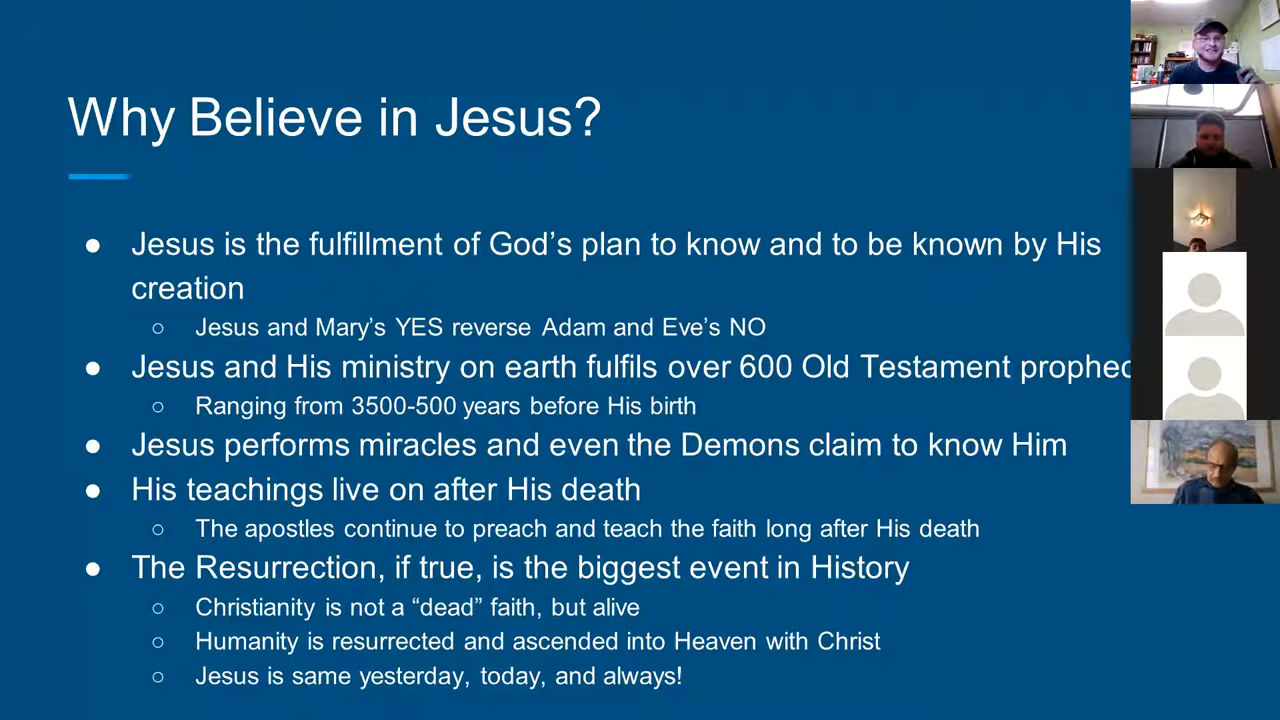 Why Believe in Jesus?
● Jesus is the fulfillment of God’s plan to know and to be known by His
creation
○ Jesus and Mary’s YES reverse Adam and Eve’s NO
● Jesus and His ministry on earth fulfils over 600 Old Testament prophec
○ Ranging from 3500-500 years before His birth
● Jesus performs miracles and even the Demons claim to know Him
● His teachings live on after His death
○ The apostles continue to preach and teach the faith long after His death
● The Resurrection, if true, is the biggest event in History
○ Christianity is not a “dead” faith, but alive
○ Humanity is resurrected and ascended into Heaven with Christ
○ Jesus is same yesterday, today, and always!